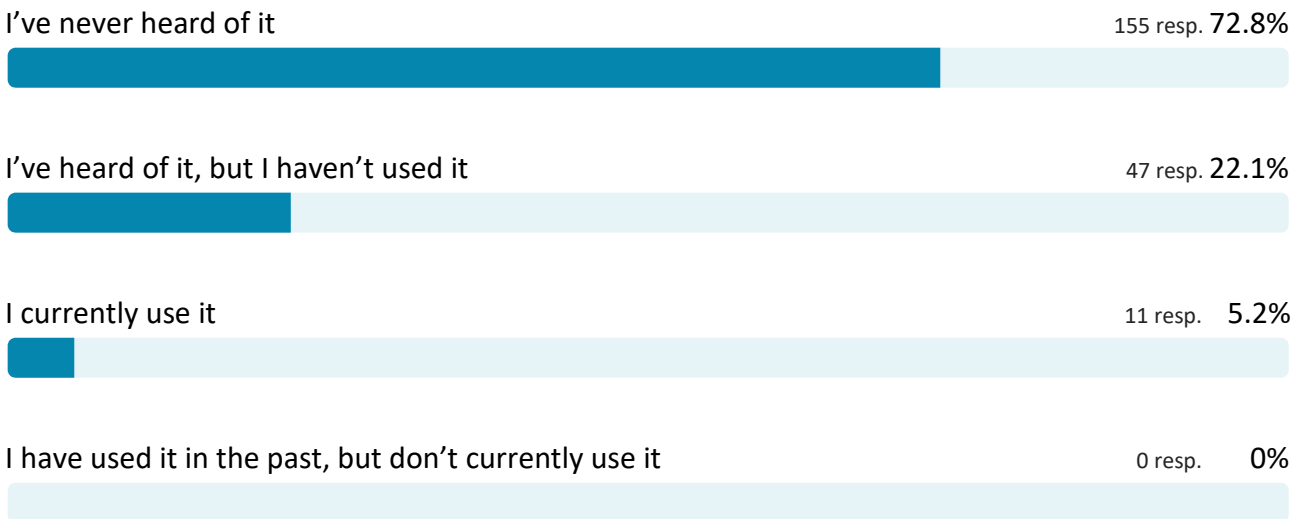 I’ve never heard of it 155 resp. 72.8%
I’ve heard of it, but I haven’t used it 47 resp. 22.1%
I currently use it 11 resp. 5.2%
I have used it in the past, but don’t currently use it 0 resp. 0%